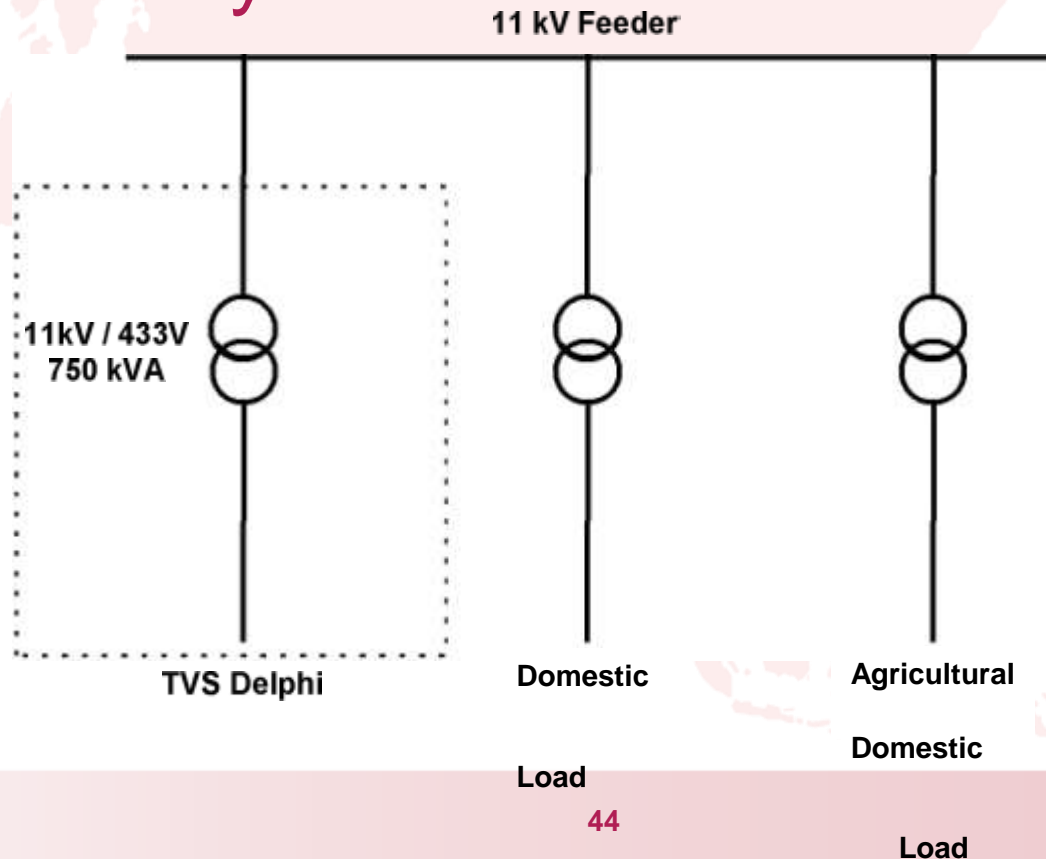 11 kV Feeder
11kV / 433V
750 kVA
TVS Delphi
Domestic
Load
Agricultural
Domestic
Load
44